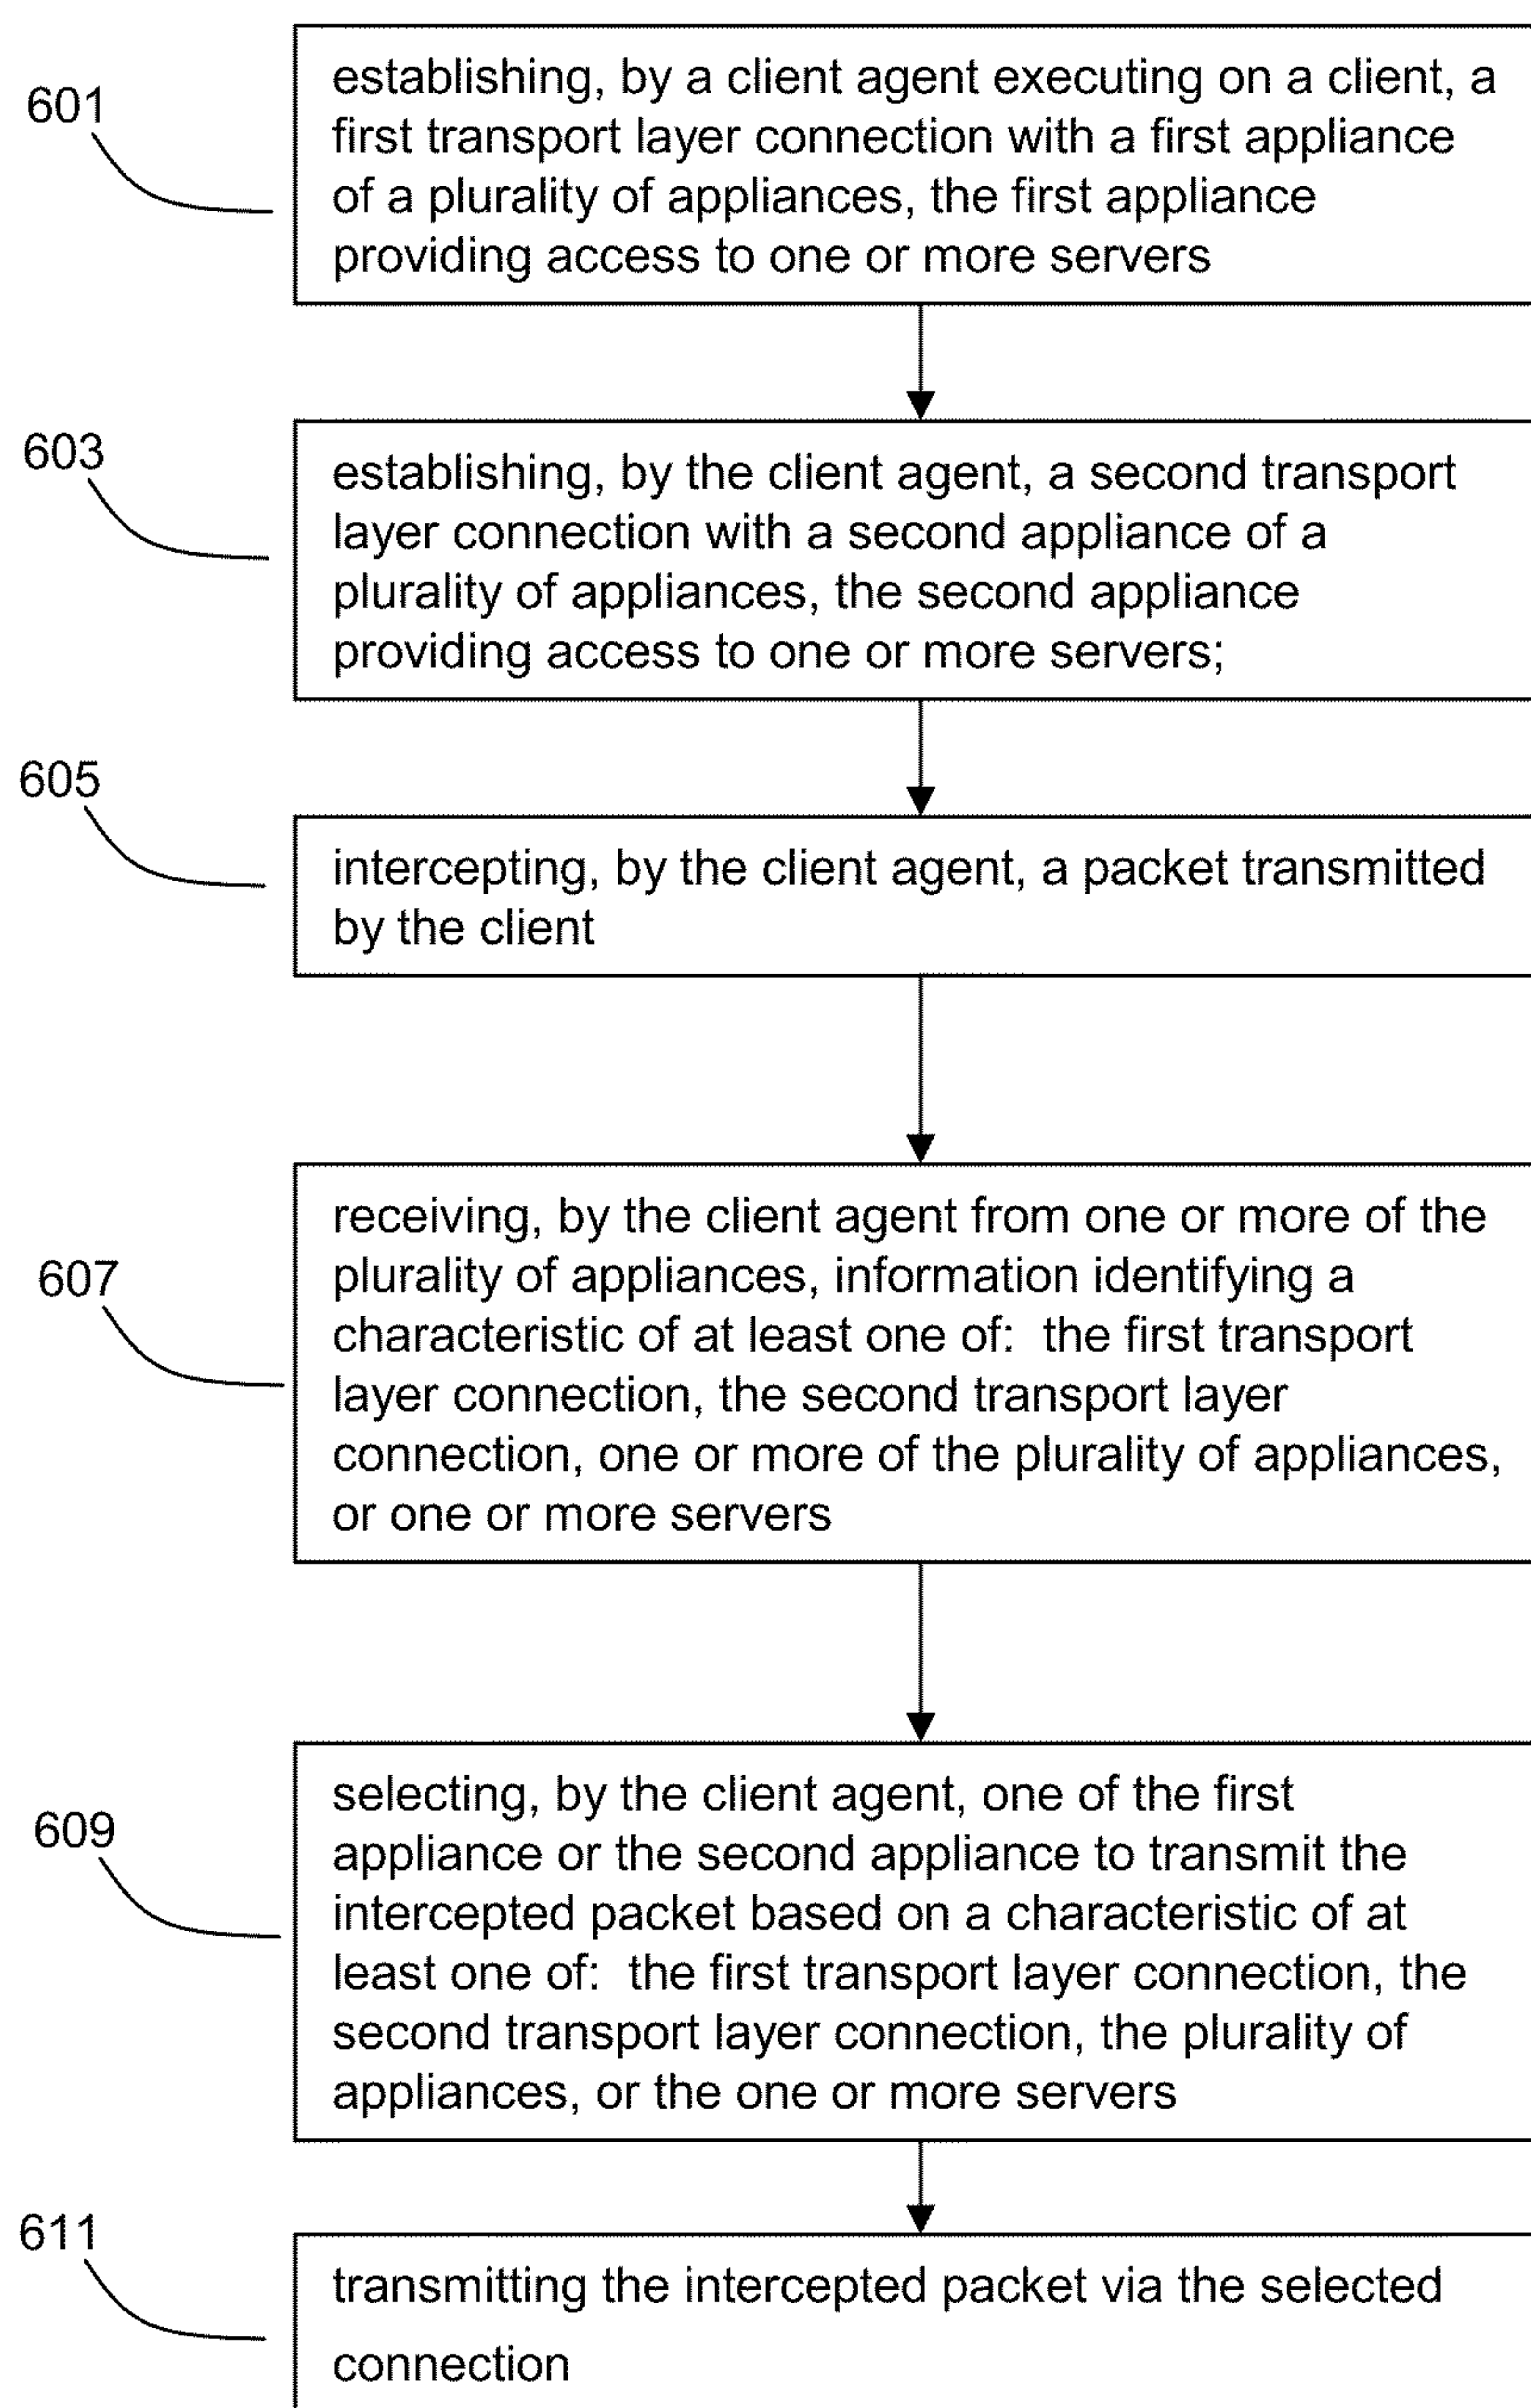 601
establishing, by a client agent executing on a client, a
first transport layer connection with a first appliance
of a plurality of appliances, the first appliance
providing access to one or more servers
603
establishing, by the client agent, a second transport
layer connection with a second appliance of a
plurality of appliances, the second appliance
providing access to one or more servers;
605
intercepting, by the client agent, a packet transmitted
by the client
607
receiving, by the client agent from one or more of the
plurality of appliances, information identifying a
characteristic of at least one of:  the first transport
layer connection, the second transport layer
connection, one or more of the plurality of appliances,
or one or more servers
609
selecting, by the client agent, one of the first
appliance or the second appliance to transmit the
intercepted packet based on a characteristic of at
least one of:  the first transport layer connection, the
second transport layer connection, the plurality of
appliances, or the one or more servers
611
transmitting the intercepted packet via the selected
connection